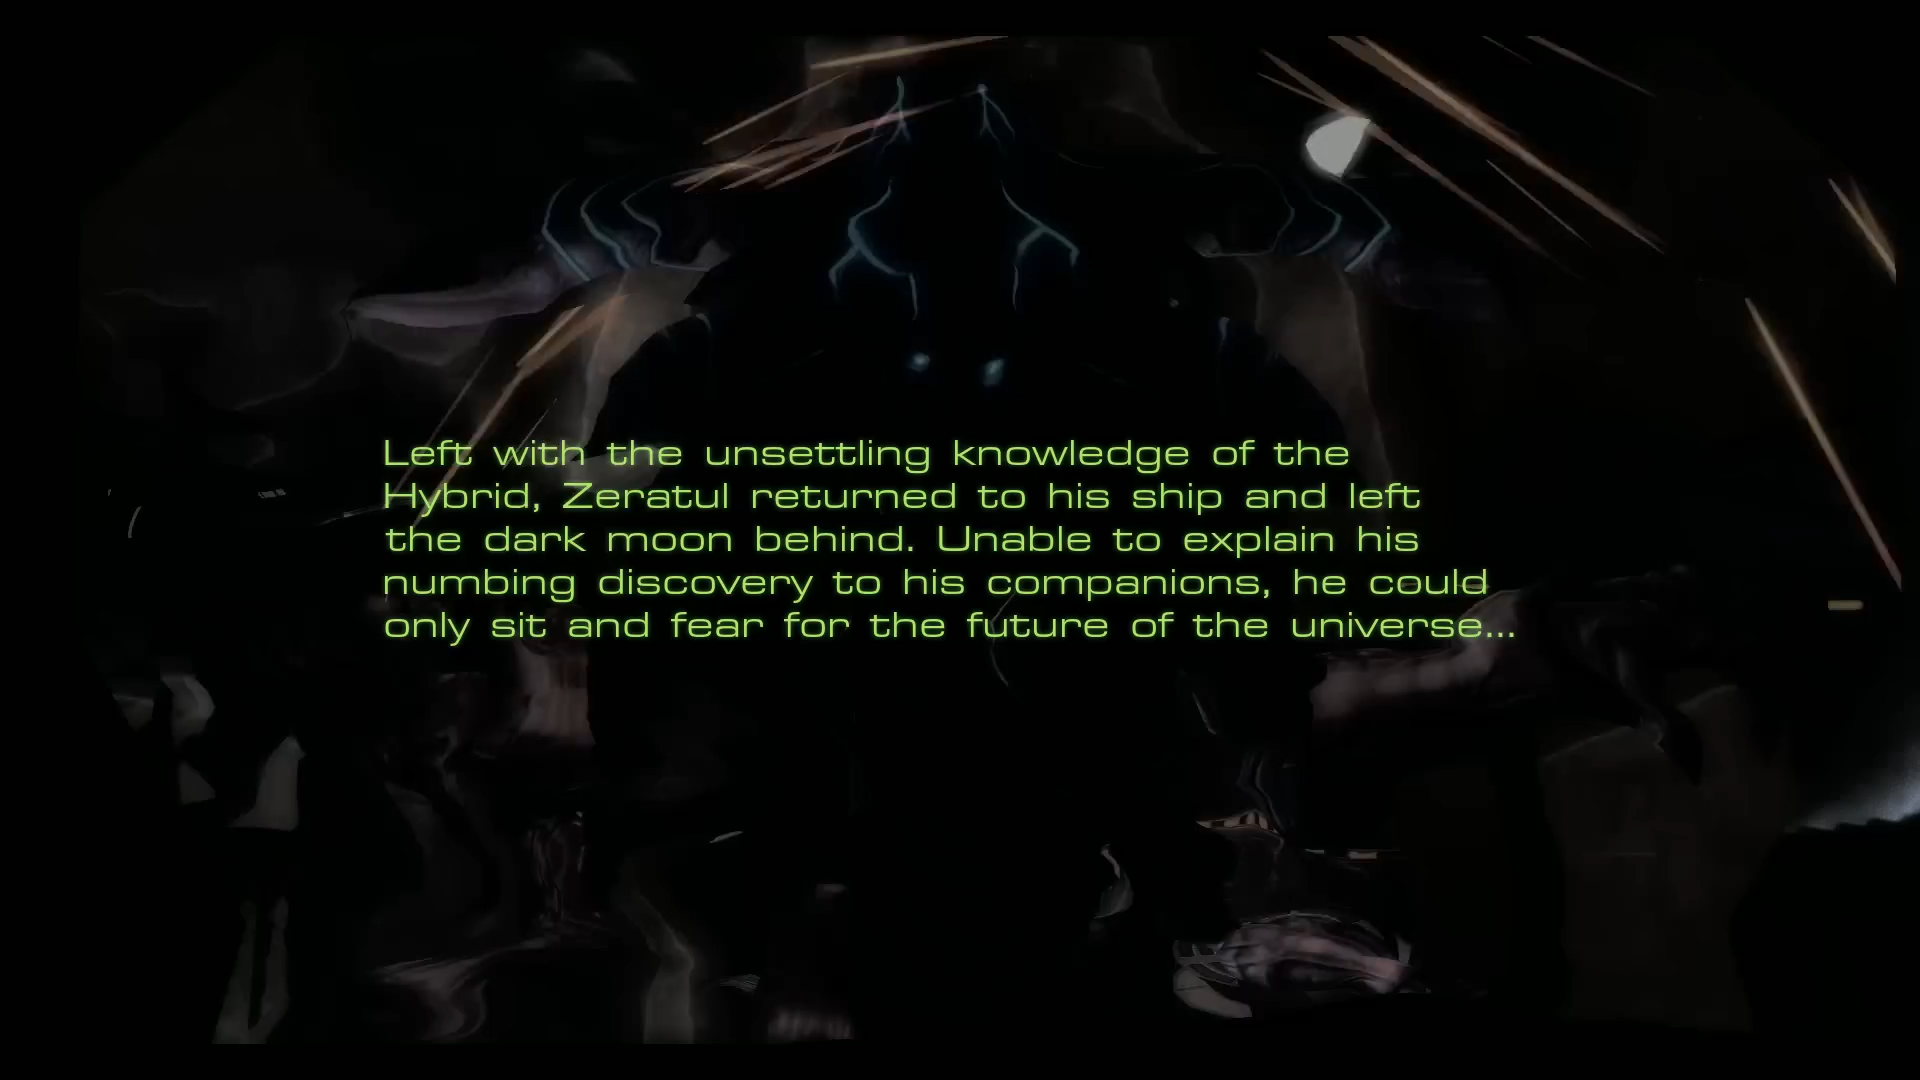 Left with the unsettling knowledge of the
Hybrid, Zeratul returned to his ship and left
the dark moon behind. Unable to explain his
numbing discovery to his companions, he could
only sit and fear for the future of the universe...